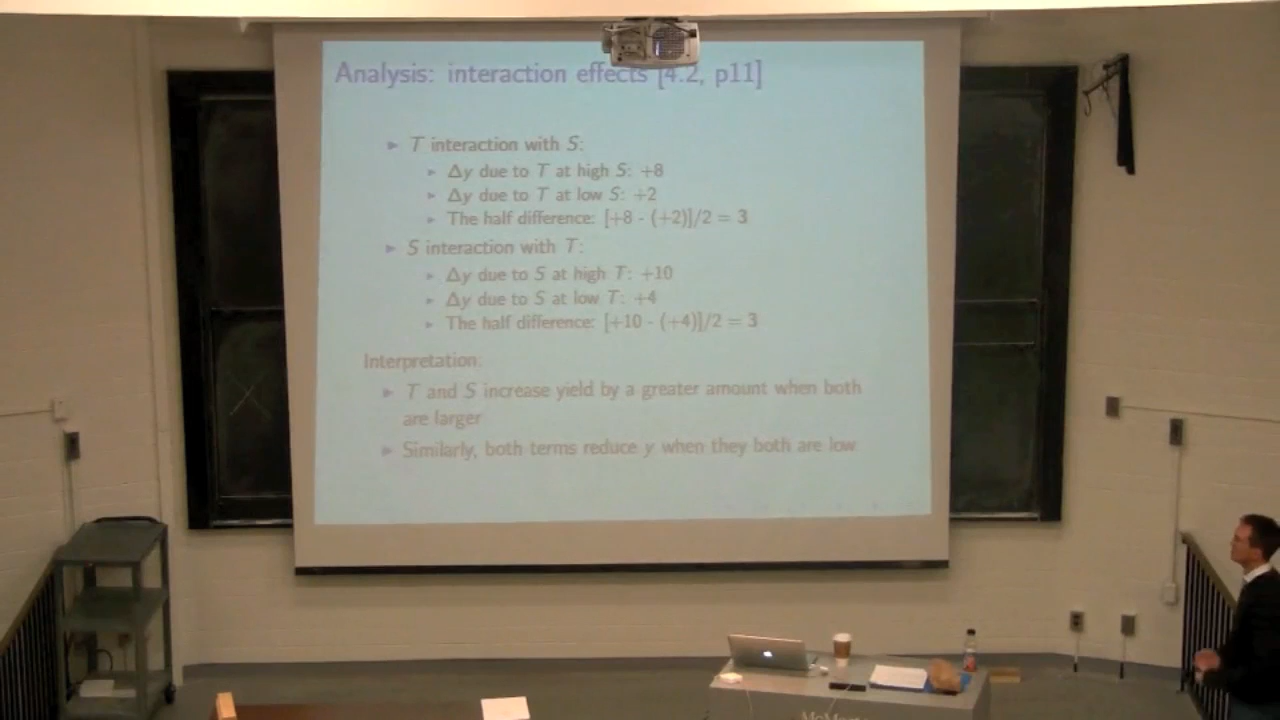 Analysis: interaction effects [4.2, p11]
► T interaction with S:
► Δy due to T at high S: +8
► Δy due to T at low S: +2
► The half difference: [+8 - (+2)]/2 = 3
► S interaction with T:
► Δy due to S at high T: +10
► Δy due to S at low T: +4
► The half difference: [+10 - (+4)]/2 = 3
Interpretation:
► T and S increase yield by a greater amount when both
are larger
► Similarly, both terms reduce y when they both are low.